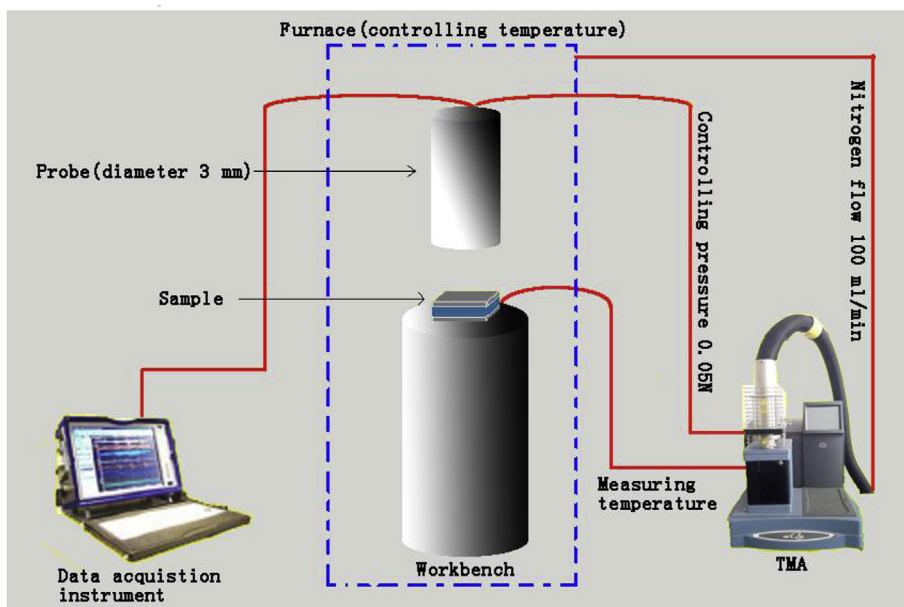 Furnace(controlling temperature)
Probe(diameter 3 mm)
Sample
Controlling pressure 0.05N
Nitrogen flow 100 ml/min
Measuring
temperature
Data acquistion
instrument
Workbench
TMA